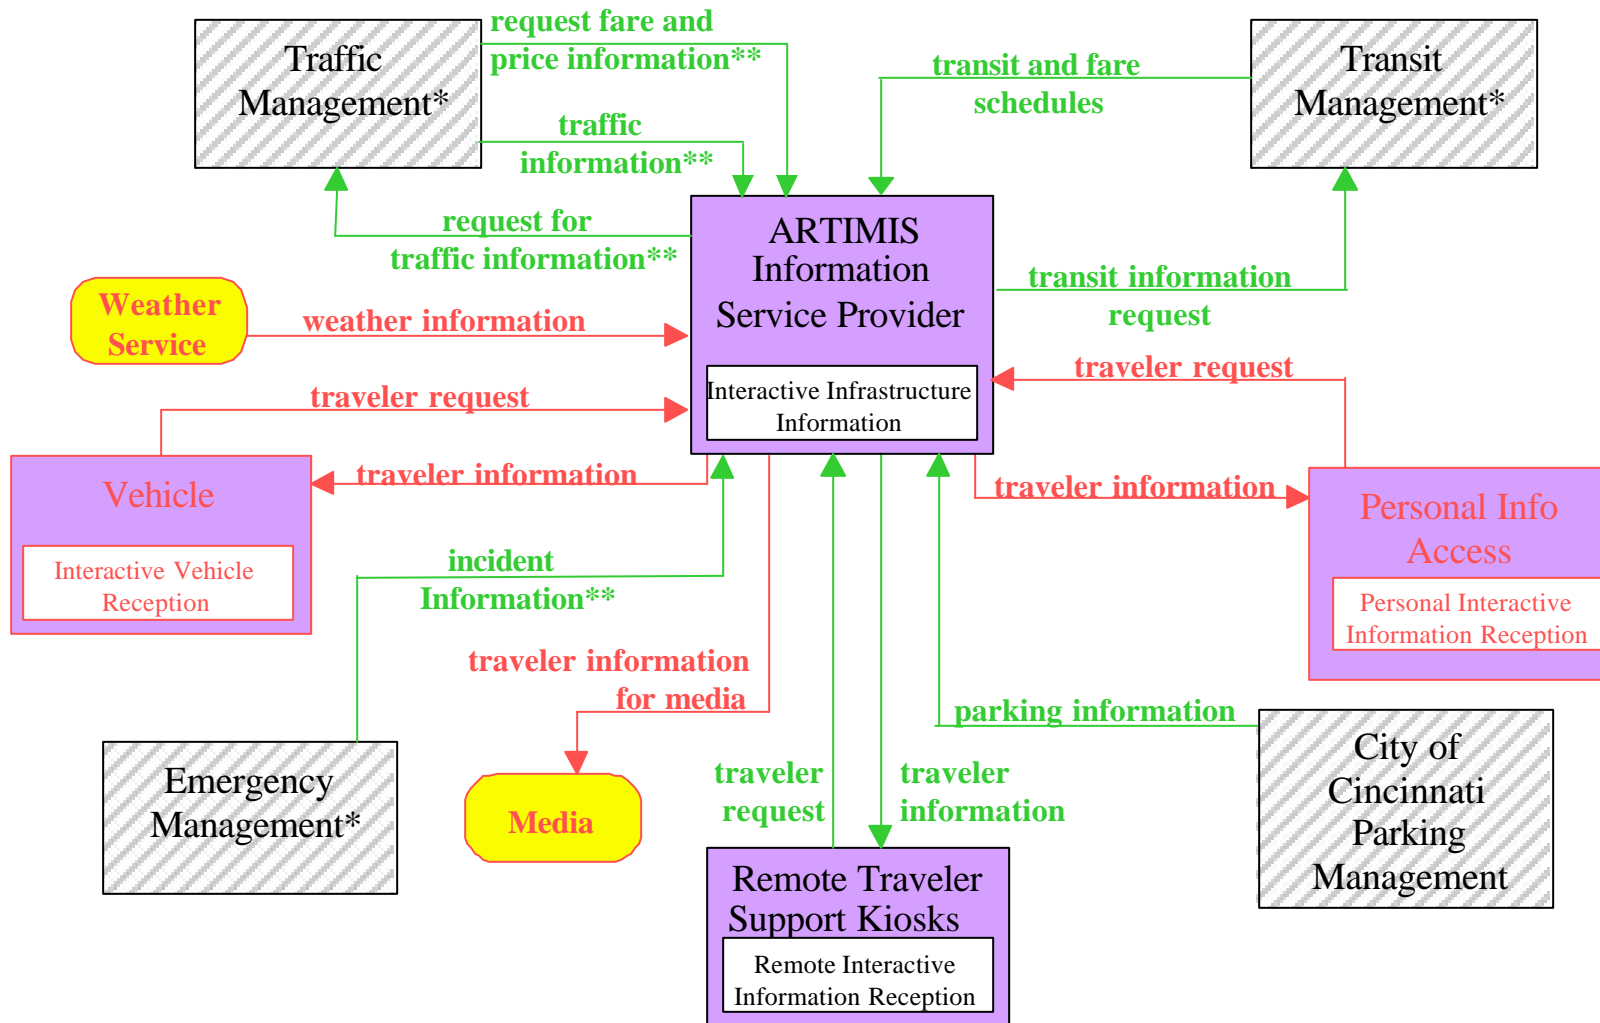 request fare and
price information**
Traffic
Management*
transit and fare
schedules
Transit
Management*
traffic
information**
request for
traffic information**
ARTIMIS
Information
Service Provider
Interactive Infrastructure
Information
transit information
request
Weather
Service
weather information
traveler request
traveler request
traveler information
traveler information
Vehicle
Interactive Vehicle
Reception
Personal Info
Access
Personal Interactive
Information Reception
incident
Information**
traveler information
for media
parking information
Emergency
Management*
Media
traveler
request
traveler
information
City of
Cincinnati
Parking
Management
Remote Traveler
Support Kiosks
Remote Interactive
Information Reception